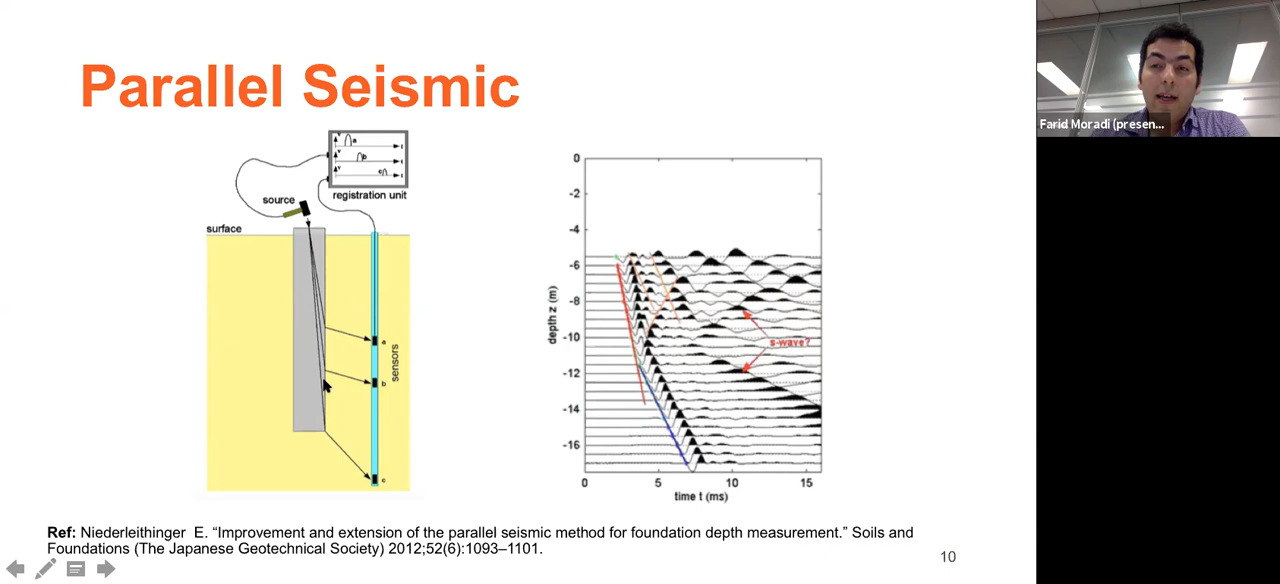 Parallel Seismic
a
b
c
t
t
t
v
v
v
source
registration unit
surface
a
b
c
sensors
0
-2
-4
-6
-8
-10
-12
-14
-16
depth z (m)
s-wave?
0
5
10
15
time t (ms)
Ref: Niederleithinger E. “Improvement and extension of the parallel seismic method for foundation depth measurement.” Soils and
Foundations (The Japanese Geotechnical Society) 2012;52(6):1093–1101.
10
Farid Moradi (presen...